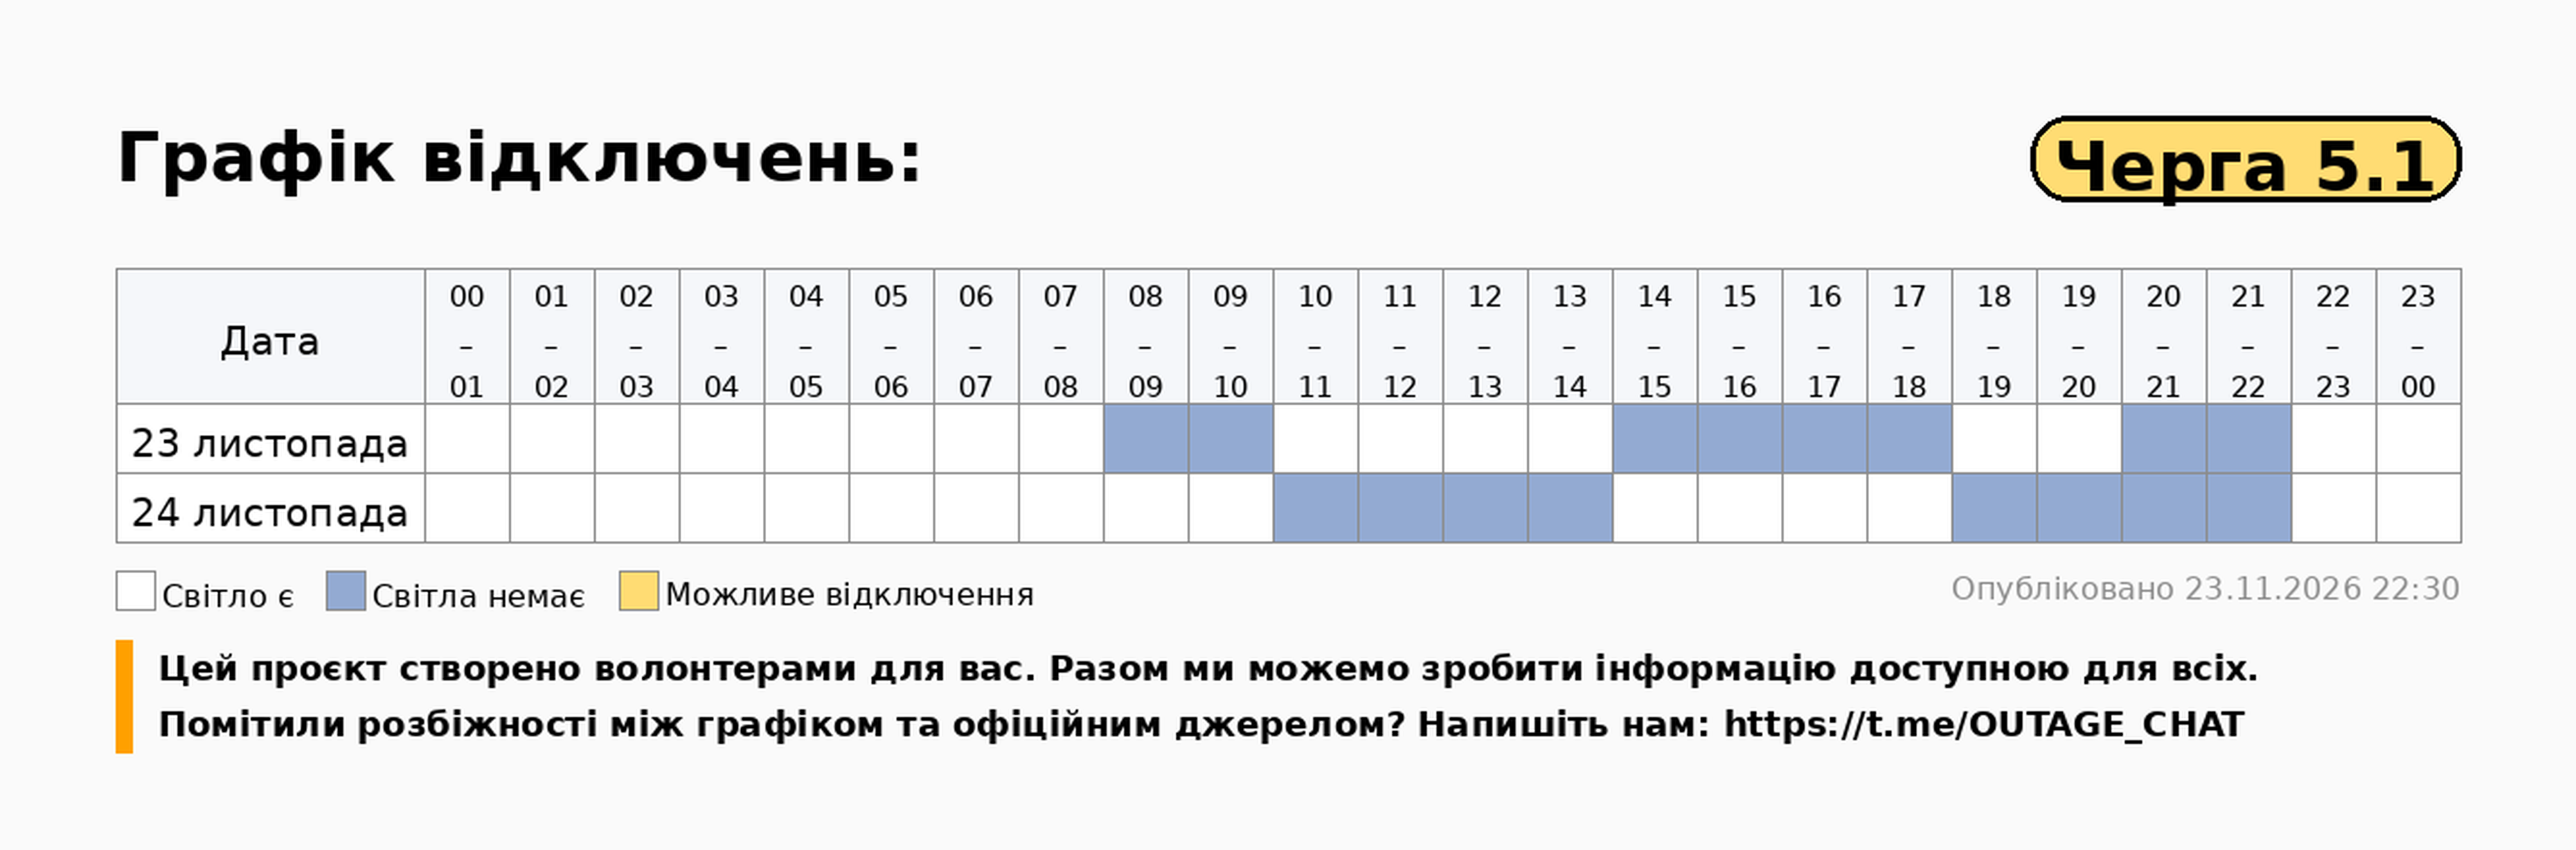 Графік відключень:
Черга 5.1
Дата
00 – 01
01 – 02
02 – 03
03 – 04
04 – 05
05 – 06
06 – 07
07 – 08
08 – 09
09 – 10
10 – 11
11 – 12
12 – 13
13 – 14
14 – 15
15 – 16
16 – 17
17 – 18
18 – 19
19 – 20
20 – 21
21 – 22
22 – 23
23 – 00
23 листопада
24 листопада
Світло є
Світла немає
Можливе відключення
Опубліковано 23.11.2026 22:30
Цей проєкт створено волонтерами для вас. Разом ми можемо зробити інформацію доступною для всіх.
Помітили розбіжності між графіком та офіційним джерелом? Напишіть нам: https://t.me/OUTAGE_CHAT